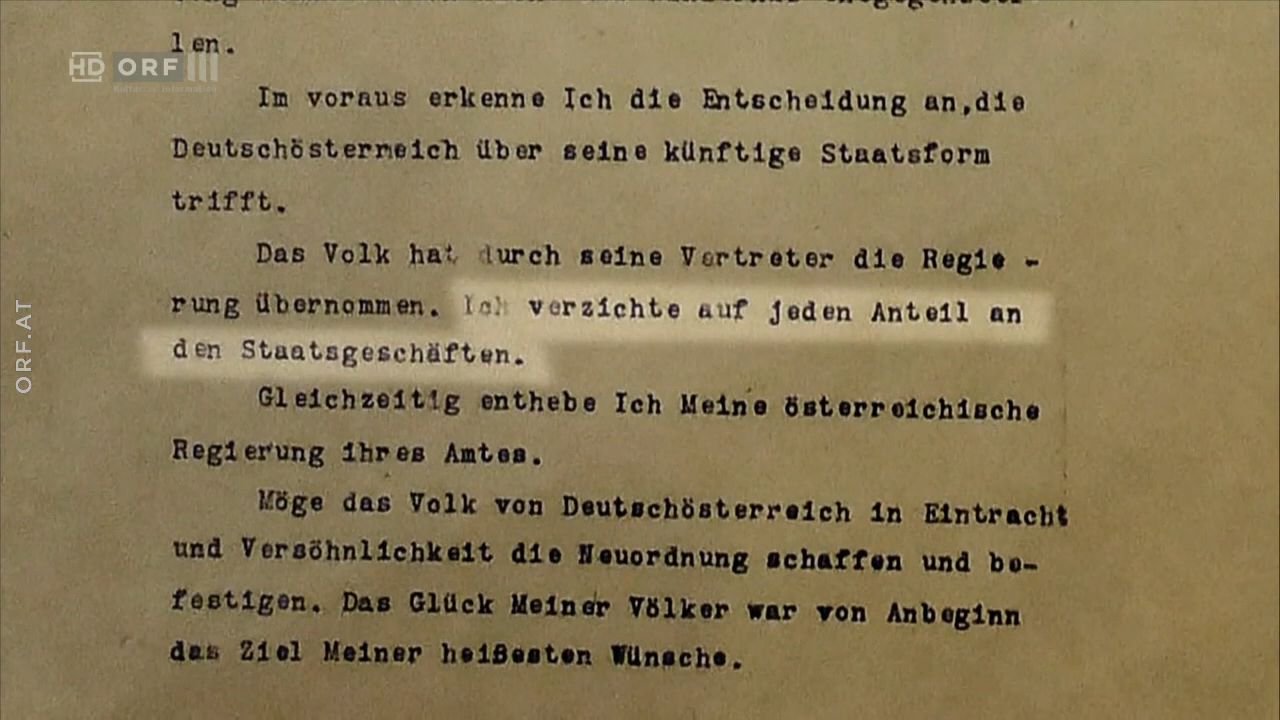 len.
HD ORF III
Kultur und Information
Im voraus erkenne Ich die Entscheidung an,die
Deutschösterreich über seine künftige Staatsform
trifft.
Das Volk hat durch seine Vertreter die Regie -
rung übernommen. Ich verzichte auf jeden Anteil an
den Staatsgeschäften.
ORF.AT
Gleichzeitig enthebe Ich Meine österreichische
Regierung ihres Amtes.
Möge das Volk von Deutschösterreich in Eintracht
und Versöhnlichkeit die Neuordnung schaffen und be-
festigen. Das Glück Meiner Völker war von Anbeginn
das Ziel Meiner heißesten Wünsche.